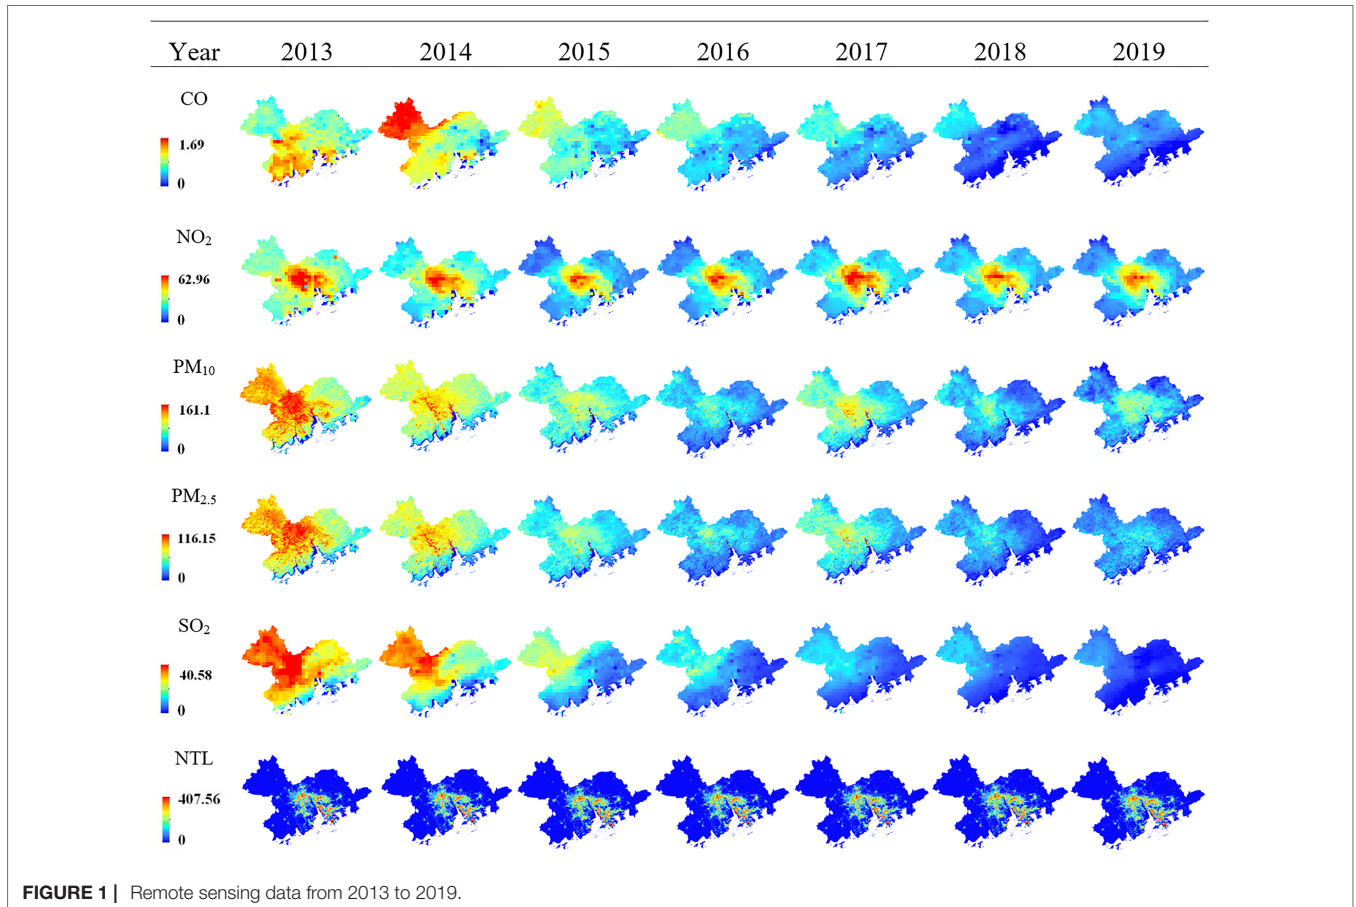 Year 2013 2014 2015 2016 2017 2018 2019
CO
1.69
0
NO₂
62.96
0
PM₁₀
161.1
0
PM₂.₅
116.15
0
SO₂
40.58
0
NTL
407.56
0
FIGURE 1 | Remote sensing data from 2013 to 2019.